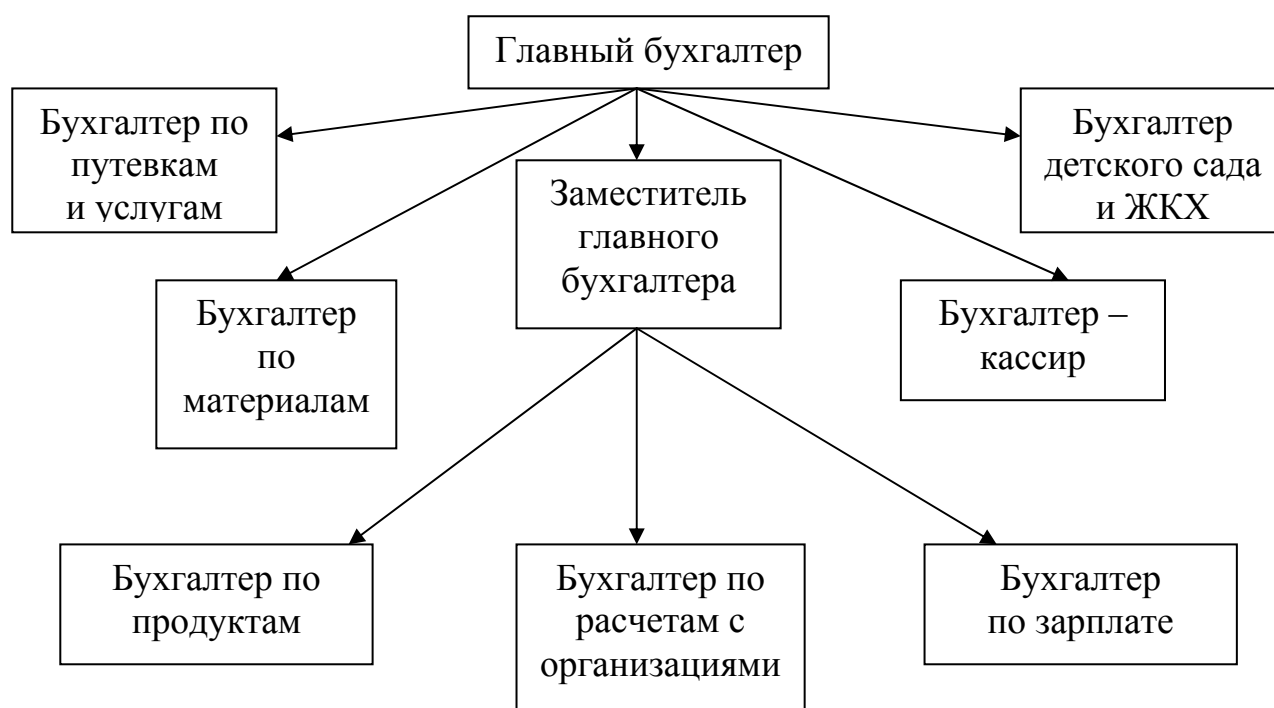 Главный бухгалтер
Бухгалтер по
путевкам
и услугам
Бухгалтер
детского сада
и ЖКХ
Заместитель
главного
бухгалтера
Бухгалтер
по
материалам
Бухгалтер –
кассир
Бухгалтер по
продуктам
Бухгалтер по
расчетам с
организациями
Бухгалтер
по зарплате